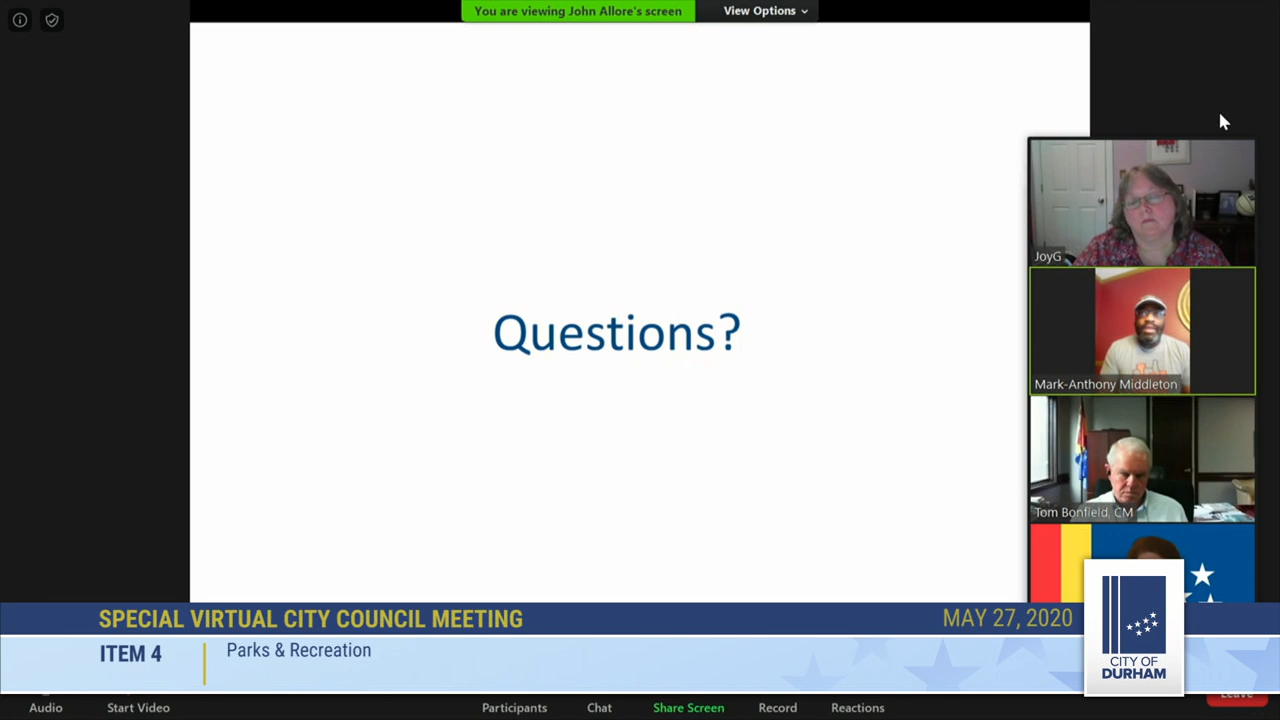 You are viewing John Allore's screen
View Options
JoyG
Mark-Anthony Middleton
Questions?
Tom Bonfield, CM
SPECIAL VIRTUAL CITY COUNCIL MEETING
MAY 27, 2020
ITEM 4
Parks & Recreation
CITY OF
DURHAM
Audio
Start Video
Participants
Chat
Share Screen
Record
Reactions
Leave